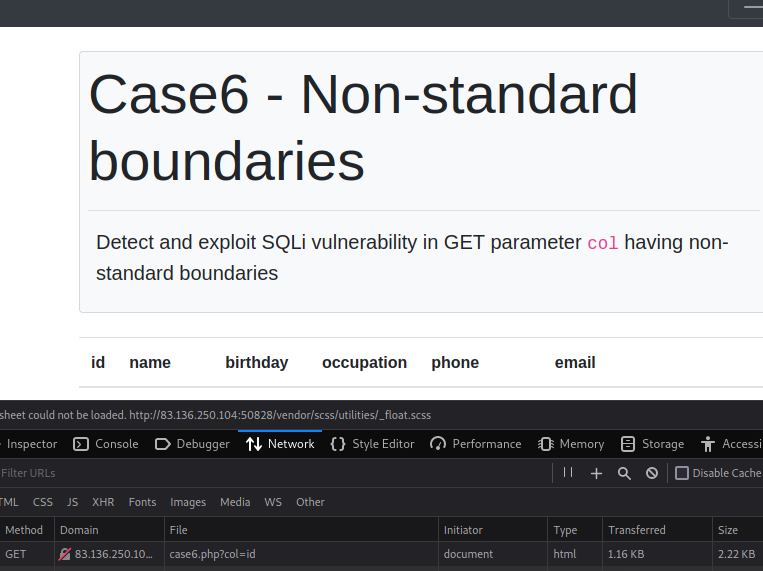 Case6 - Non-standard
boundaries
Detect and exploit SQLi vulnerability in GET parameter col having non-
standard boundaries
id name birthday occupation phone email
sheet could not be loaded. http://83.136.250.104:50828/vendor/scss/utilities/_float.scss
Inspector Console Debugger Network Style Editor Performance Memory Storage Accessi
Filter URLs Disable Cache
TML CSS JS XHR Fonts Images Media WS Other
Method Domain File Initiator Type Transferred Size
GET 83.136.250.10... case6.php?col=id document html 1.16 KB 2.22 KB